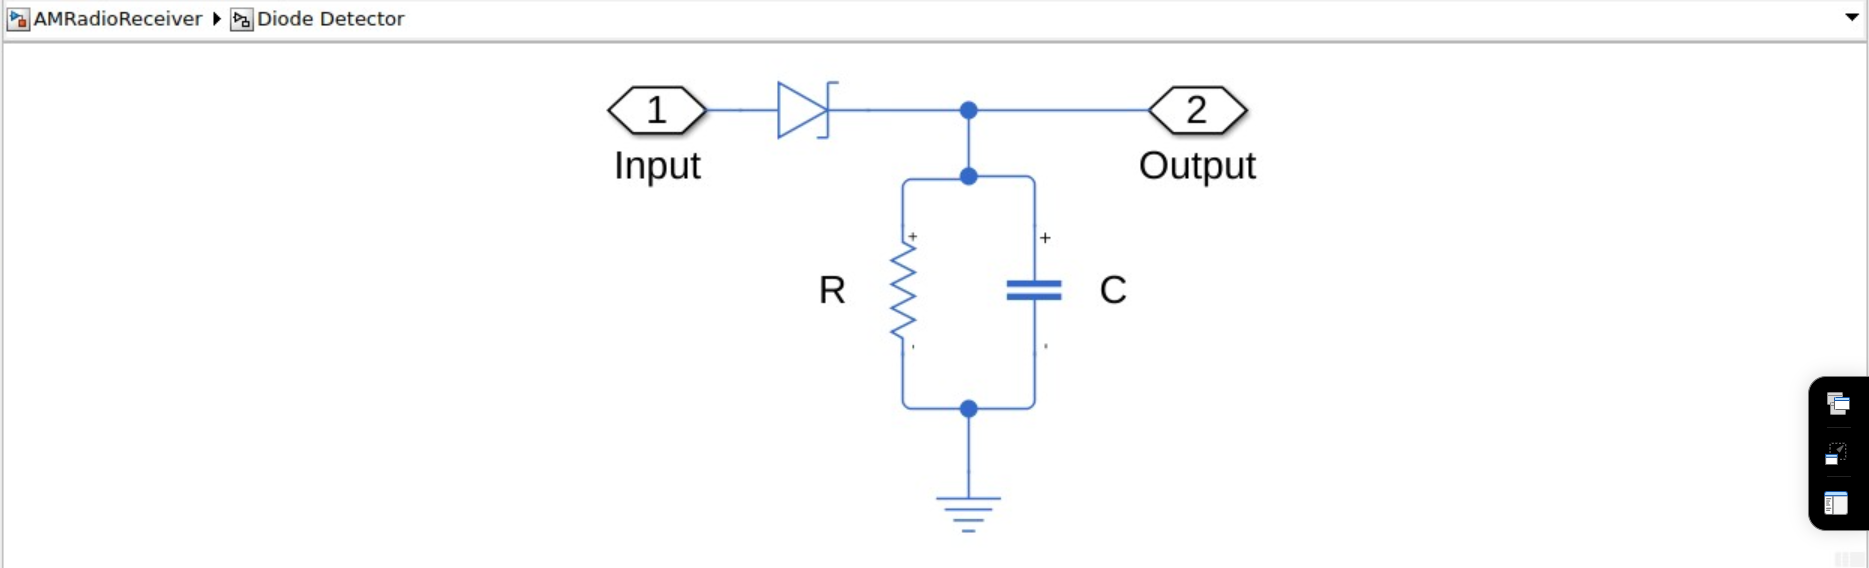 AMRadioReceiver Diode Detector
1 2
Input Output
+ +
R C
- -